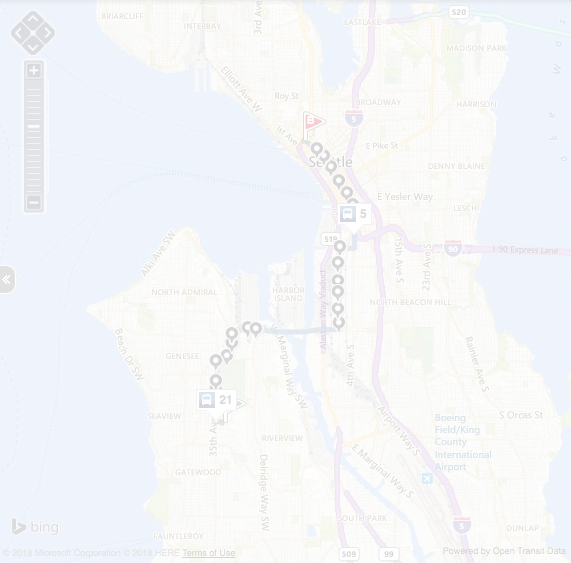 BRIARCLIFF
INTERBAY
3rd Ave
EASTLAKE
520
MADISON PARK
Elliott Ave W
Roy St
BROADWAY
HARRISON
B
1st Ave
5
Seattle
E Pike St
DENNY BLAINE
E Yesler Way
LESCHI
5
519
Alki Ave SW
15th Ave S
23rd Ave S
90
I 90 Express Lane
NORTH ADMIRAL
HARBOR
ISLAND
Alaska Way Viaduct
NORTH BEACON HILL
Beach Dr SW
GENESEE
W Marginal Way SW
4th Ave S
Rainier Ave S
21
SEAVIEW
35th Ave
Airport Way S
S Orcas St
Boeing
Field/King
County
International
Airport
RIVERVIEW
Delridge Way SW
E Marginal Way S
GATEWOOD
SOUTH PARK
bing
FAUNTLEROY
5
DUNLAP
© 2018 Microsoft Corporation © 2018 HERE Terms of Use
509
99
Powered by Open Transit Data